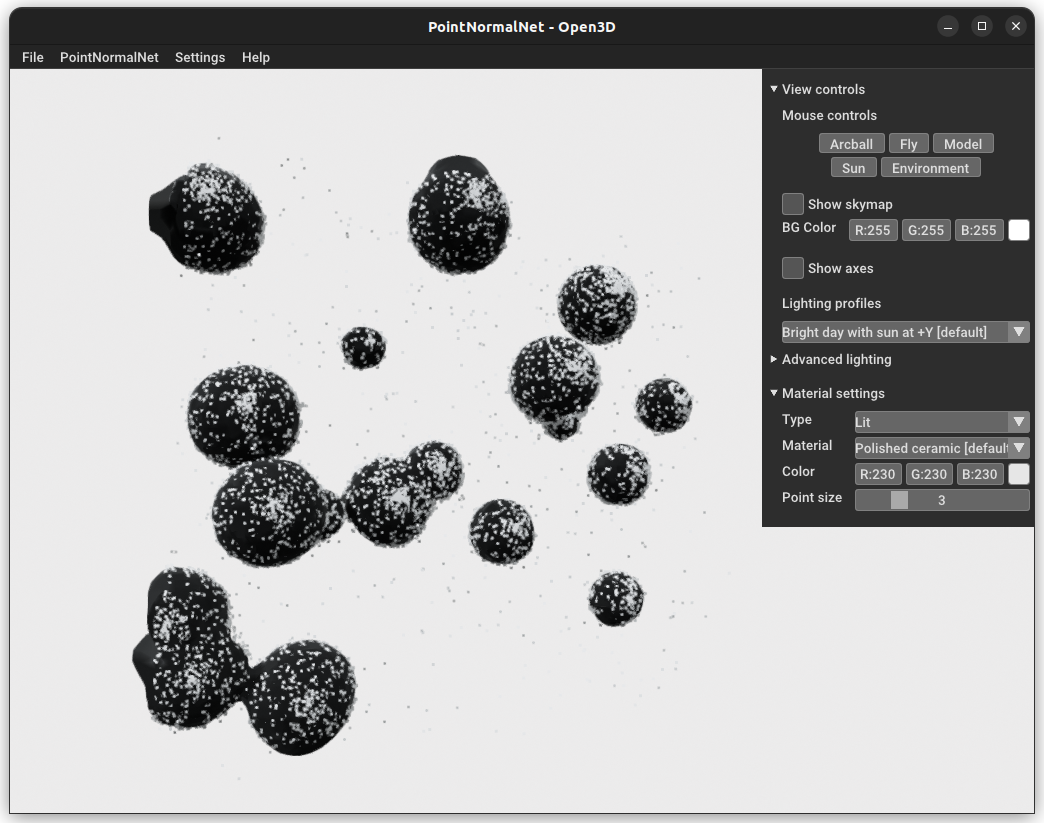 PointNormalNet - Open3D
File PointNormalNet Settings Help
View controls
Mouse controls
Arcball Fly Model
Sun Environment
Show skymap
BG Color R:255 G:255 B:255
Show axes
Lighting profiles
Bright day with sun at +Y [default]
Advanced lighting
Material settings
Type Lit
Material Polished ceramic [defaul
Color R:230 G:230 B:230
Point size 3